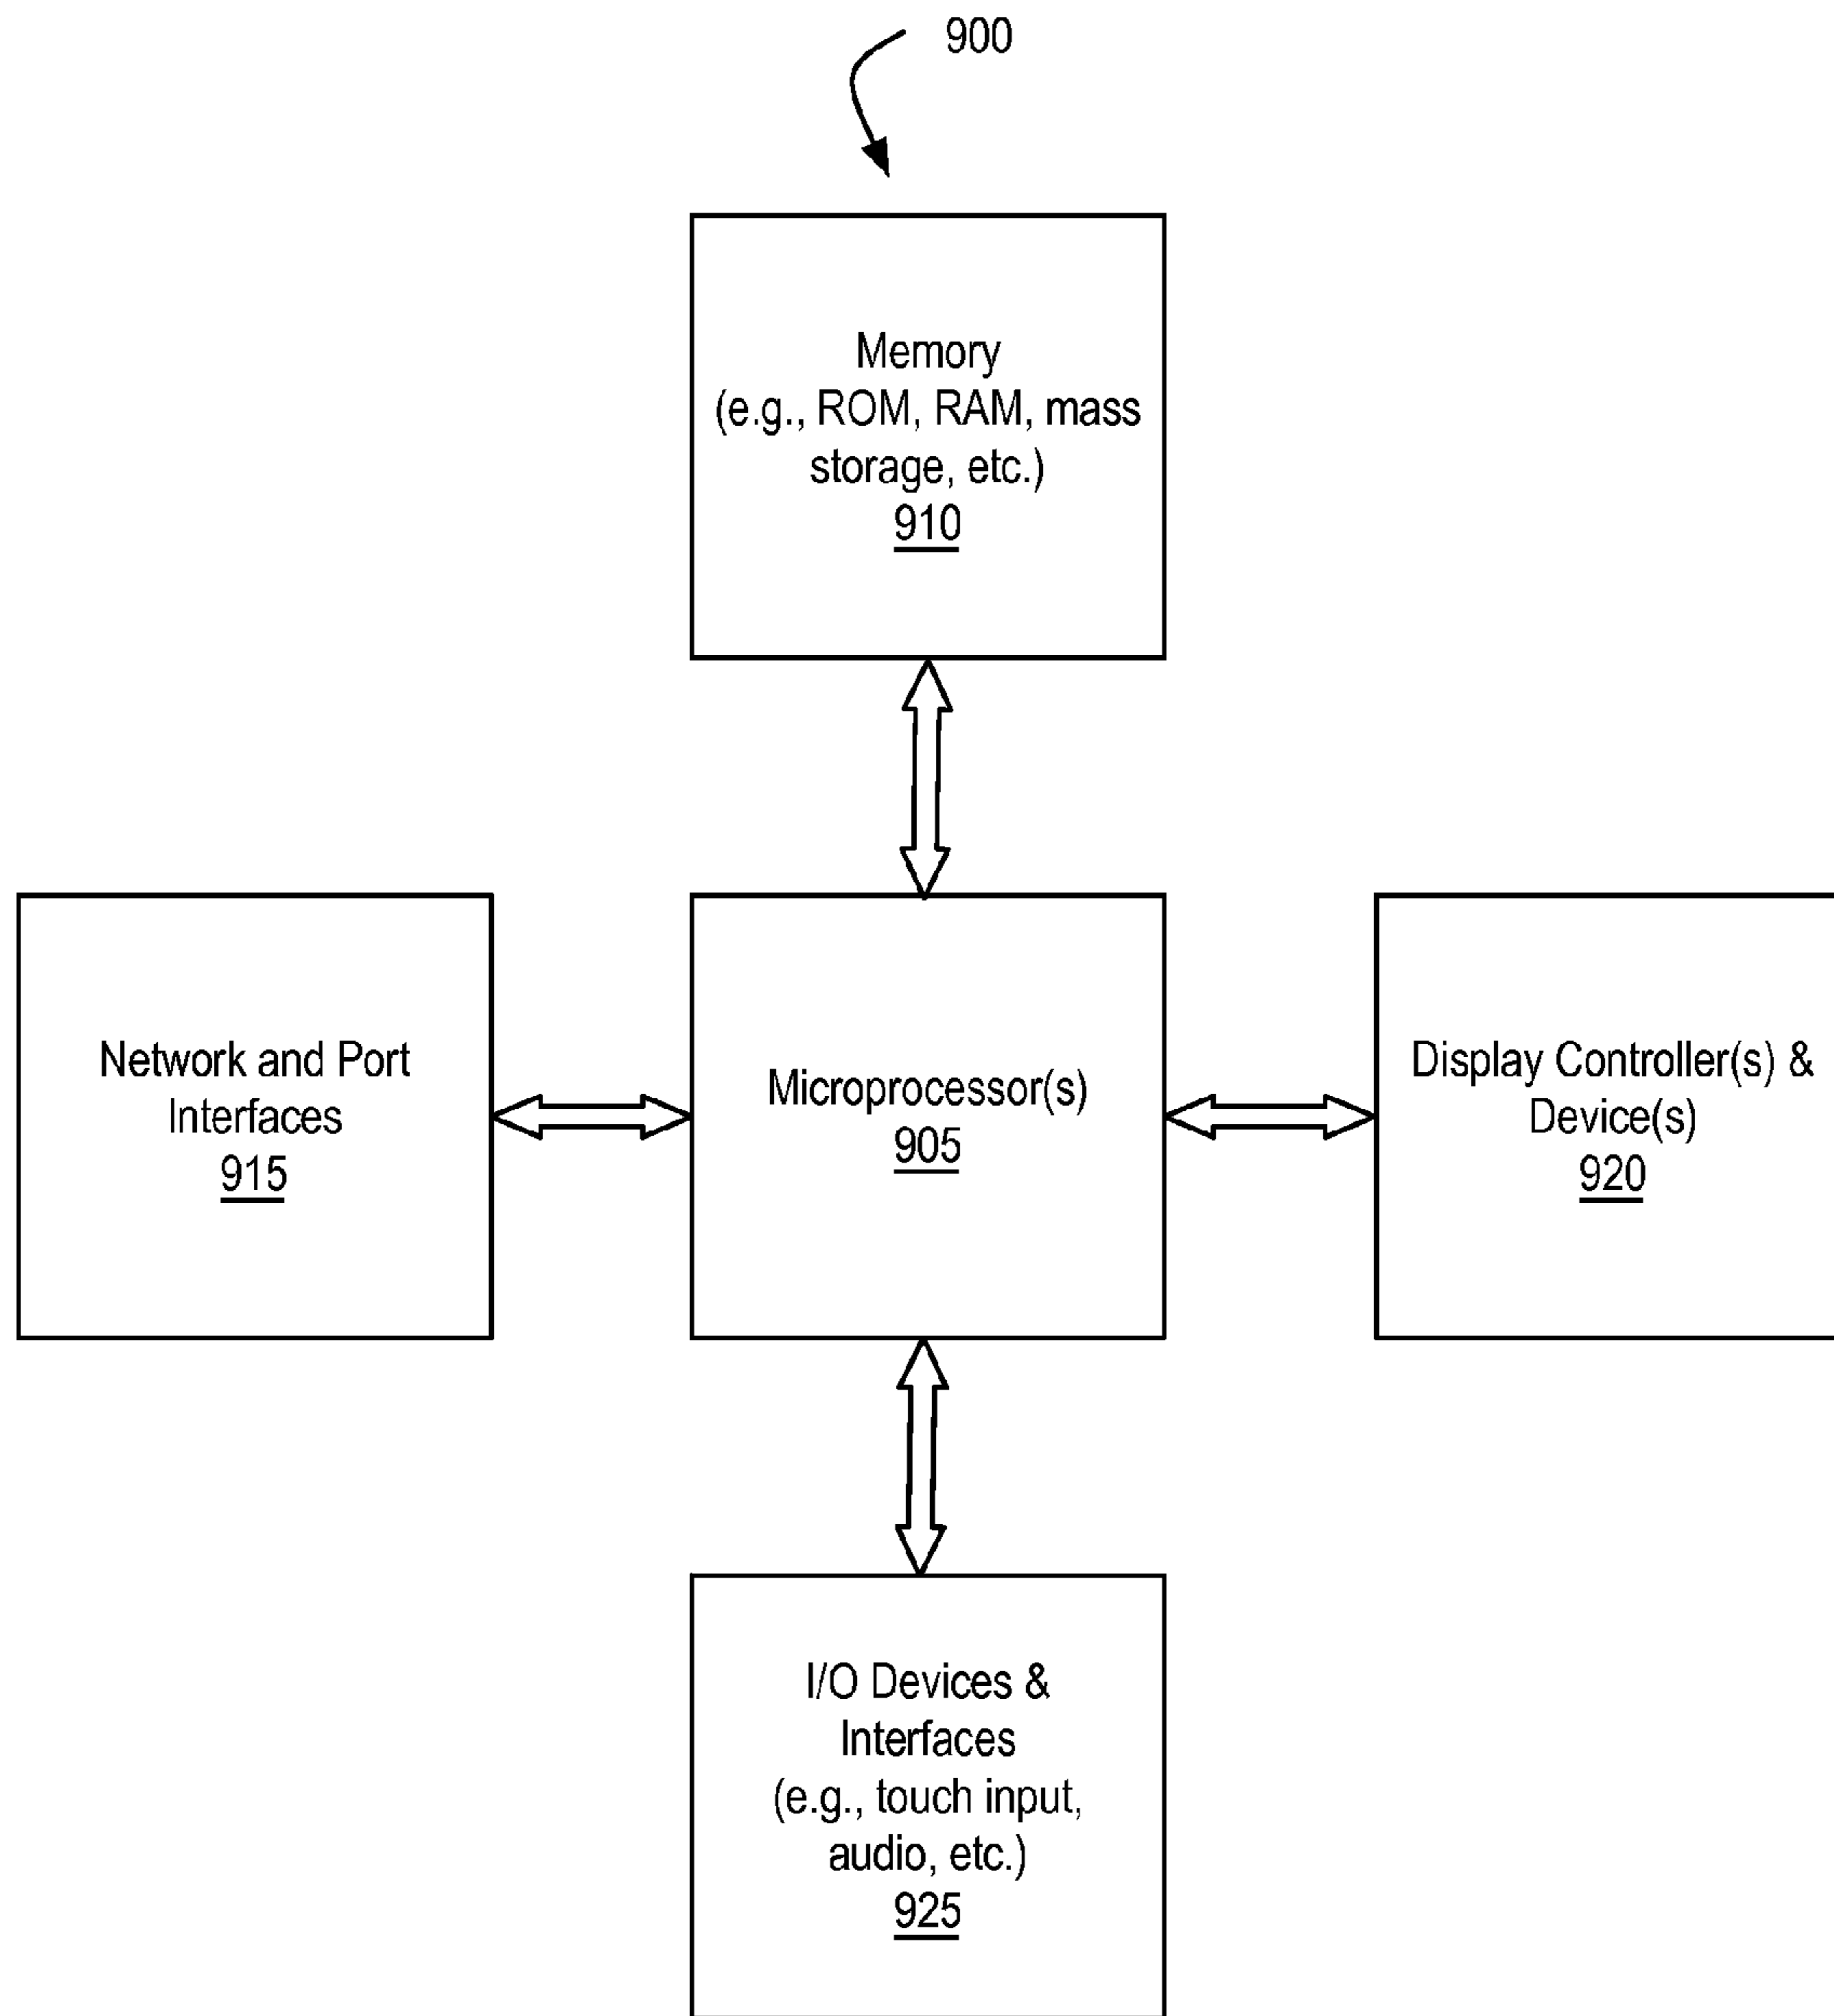 900
Memory
(e.g., ROM, RAM, mass
storage, etc.)
910
Network and Port
Interfaces
915
Microprocessor(s)
905
Display Controller(s) &
Device(s)
920
I/O Devices &
Interfaces
(e.g., touch input,
audio, etc.)
925